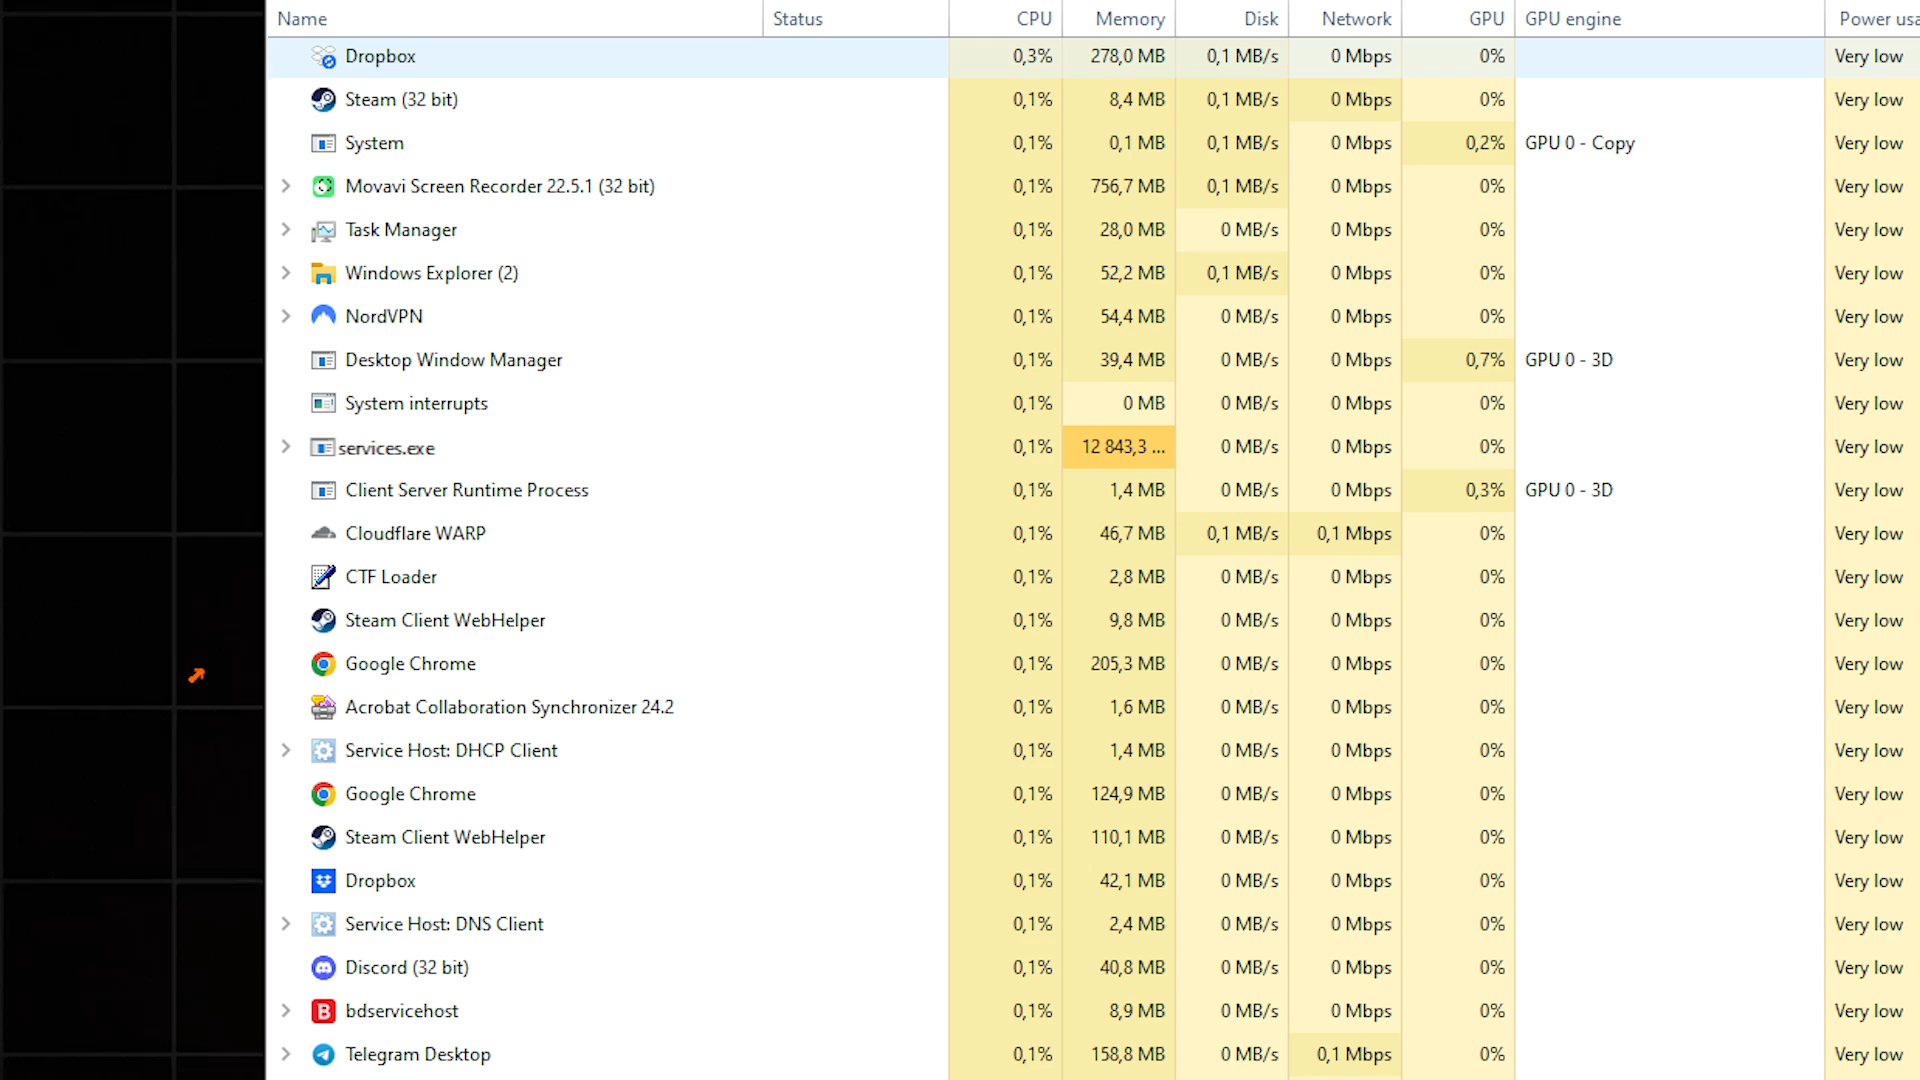 Name Status CPU Memory Disk Network GPU GPU engine Power usa
Dropbox 0,3% 278,0 MB 0,1 MB/s 0 Mbps 0% Very low
Steam (32 bit) 0,1% 8,4 MB 0,1 MB/s 0 Mbps 0% Very low
System 0,1% 0,1 MB 0,1 MB/s 0 Mbps 0,2% GPU 0 - Copy Very low
Movavi Screen Recorder 22.5.1 (32 bit) 0,1% 756,7 MB 0,1 MB/s 0 Mbps 0% Very low
Task Manager 0,1% 28,0 MB 0 MB/s 0 Mbps 0% Very low
Windows Explorer (2) 0,1% 52,2 MB 0,1 MB/s 0 Mbps 0% Very low
NordVPN 0,1% 54,4 MB 0 MB/s 0 Mbps 0% Very low
Desktop Window Manager 0,1% 39,4 MB 0 MB/s 0 Mbps 0,7% GPU 0 - 3D Very low
System interrupts 0,1% 0 MB 0 MB/s 0 Mbps 0% Very low
services.exe 0,1% 12 843,3 ... 0 MB/s 0 Mbps 0% Very low
Client Server Runtime Process 0,1% 1,4 MB 0 MB/s 0 Mbps 0,3% GPU 0 - 3D Very low
Cloudflare WARP 0,1% 46,7 MB 0,1 MB/s 0,1 Mbps 0% Very low
CTF Loader 0,1% 2,8 MB 0 MB/s 0 Mbps 0% Very low
Steam Client WebHelper 0,1% 9,8 MB 0 MB/s 0 Mbps 0% Very low
Google Chrome 0,1% 205,3 MB 0 MB/s 0 Mbps 0% Very low
Acrobat Collaboration Synchronizer 24.2 0,1% 1,6 MB 0 MB/s 0 Mbps 0% Very low
Service Host: DHCP Client 0,1% 1,4 MB 0 MB/s 0 Mbps 0% Very low
Google Chrome 0,1% 124,9 MB 0 MB/s 0 Mbps 0% Very low
Steam Client WebHelper 0,1% 110,1 MB 0 MB/s 0 Mbps 0% Very low
Dropbox 0,1% 42,1 MB 0 MB/s 0 Mbps 0% Very low
Service Host: DNS Client 0,1% 2,4 MB 0 MB/s 0 Mbps 0% Very low
Discord (32 bit) 0,1% 40,8 MB 0 MB/s 0 Mbps 0% Very low
B bdservicehost 0,1% 8,9 MB 0 MB/s 0 Mbps 0% Very low
Telegram Desktop 0,1% 158,8 MB 0 MB/s 0,1 Mbps 0% Very low